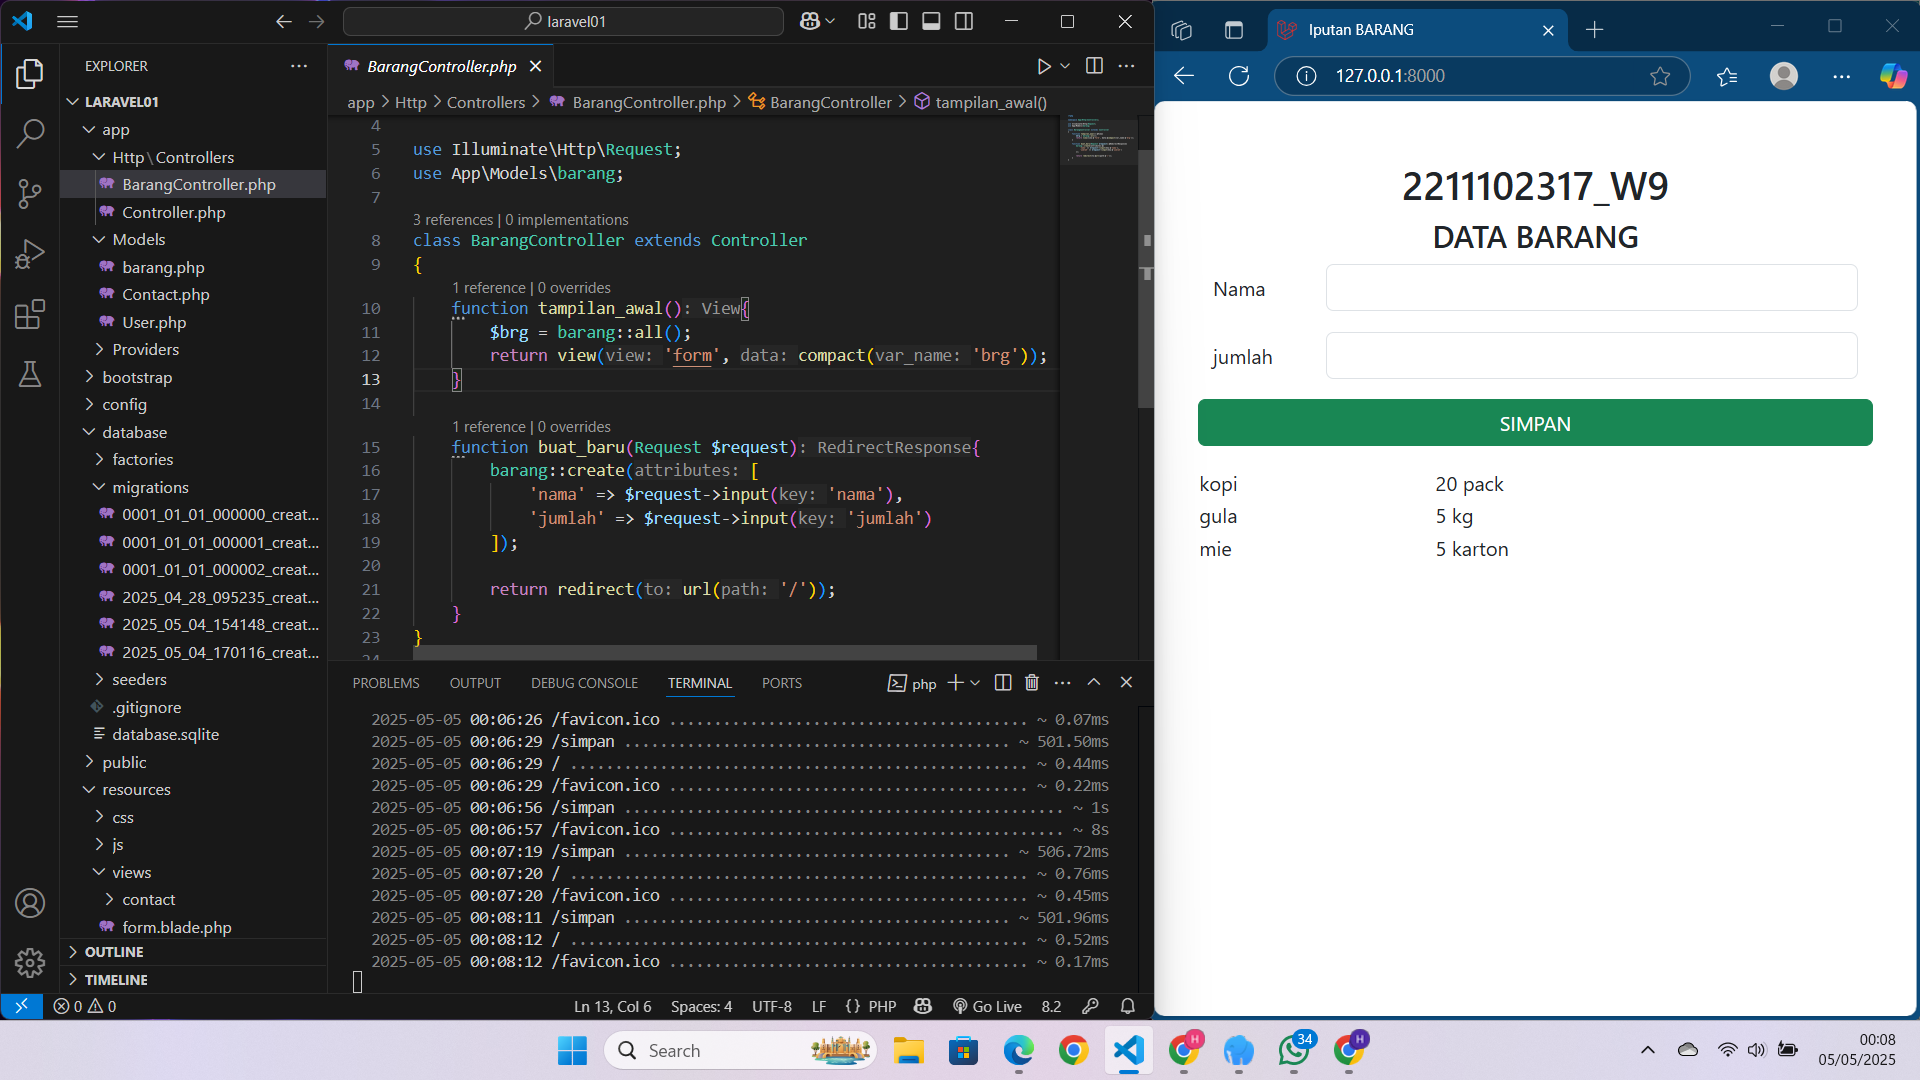 laravel01
EXPLORER
LARAVEL01
app
Http\Controllers
BarangController.php
Controller.php
Models
barang.php
Contact.php
User.php
Providers
bootstrap
config
database
factories
migrations
0001_01_01_000000_creat...
0001_01_01_000001_creat...
0001_01_01_000002_creat...
2025_04_28_095235_creat...
2025_05_04_154148_creat...
2025_05_04_170116_creat...
seeders
.gitignore
database.sqlite
public
resources
css
js
views
contact
form.blade.php
OUTLINE
TIMELINE
BarangController.php
app > Http > Controllers > BarangController.php > BarangController > tampilan_awal()
4
5 use Illuminate\Http\Request;
6 use App\Models\barang;
7
3 references | 0 implementations
8 class BarangController extends Controller
9 {
1 reference | 0 overrides
10 function tampilan_awal(): View{
11 $brg = barang::all();
12 return view(view: 'form', data: compact(var_name: 'brg'));
13 }
14
1 reference | 0 overrides
15 function buat_baru(Request $request): RedirectResponse{
16 barang::create(attributes: [
17 'nama' => $request->input(key: 'nama'),
18 'jumlah' => $request->input(key: 'jumlah')
19 ]);
20
21 return redirect(to: url(path: '/'));
22 }
23 }
24
PROBLEMS OUTPUT DEBUG CONSOLE TERMINAL PORTS php
2025-05-05 00:06:26 /favicon.ico ....................................... ~ 0.07ms
2025-05-05 00:06:29 /simpan .......................................... ~ 501.50ms
2025-05-05 00:06:29 / .................................................. ~ 0.44ms
2025-05-05 00:06:29 /favicon.ico ....................................... ~ 0.22ms
2025-05-05 00:06:56 /simpan ................................................ ~ 1s
2025-05-05 00:06:57 /favicon.ico ........................................... ~ 8s
2025-05-05 00:07:19 /simpan .......................................... ~ 506.72ms
2025-05-05 00:07:20 / .................................................. ~ 0.76ms
2025-05-05 00:07:20 /favicon.ico ....................................... ~ 0.45ms
2025-05-05 00:08:11 /simpan .......................................... ~ 501.96ms
2025-05-05 00:08:12 / .................................................. ~ 0.52ms
2025-05-05 00:08:12 /favicon.ico ....................................... ~ 0.17ms
0 0 Ln 13, Col 6 Spaces: 4 UTF-8 LF {} PHP Go Live 8.2
Iputan BARANG
127.0.0.1:8000
2211102317_W9
DATA BARANG
Nama
jumlah
SIMPAN
kopi 20 pack
gula 5 kg
mie 5 karton
Search
H
34
H
00:08
05/05/2025